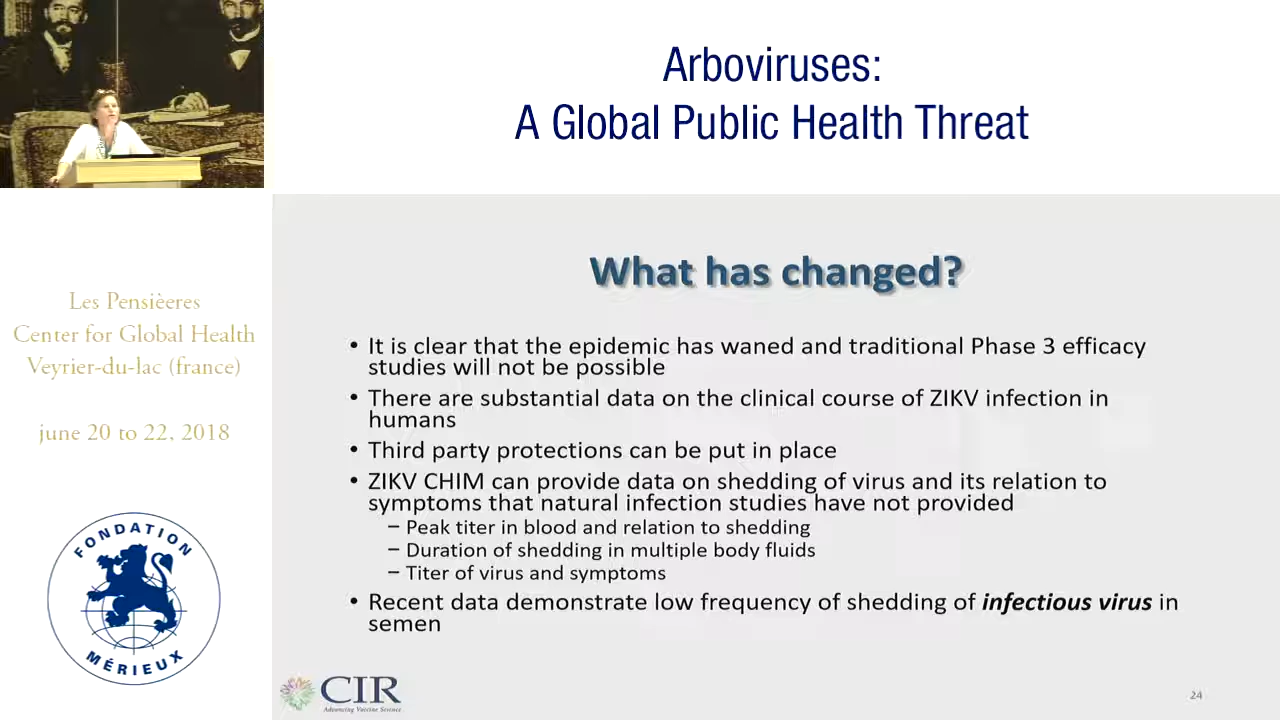 Arboviruses:
A Global Public Health Threat
Les Pensièeres
Center for Global Health
Veyrier-du-lac (france)
june 20 to 22, 2018
FONDATION
MÉRIEUX
What has changed?
• It is clear that the epidemic has waned and traditional Phase 3 efficacy
studies will not be possible
• There are substantial data on the clinical course of ZIKV infection in
humans
• Third party protections can be put in place
• ZIKV CHIM can provide data on shedding of virus and its relation to
symptoms that natural infection studies have not provided
– Peak titer in blood and relation to shedding
– Duration of shedding in multiple body fluids
– Titer of virus and symptoms
• Recent data demonstrate low frequency of shedding of infectious virus in
semen
CIR
Advancing Vaccine Science
24